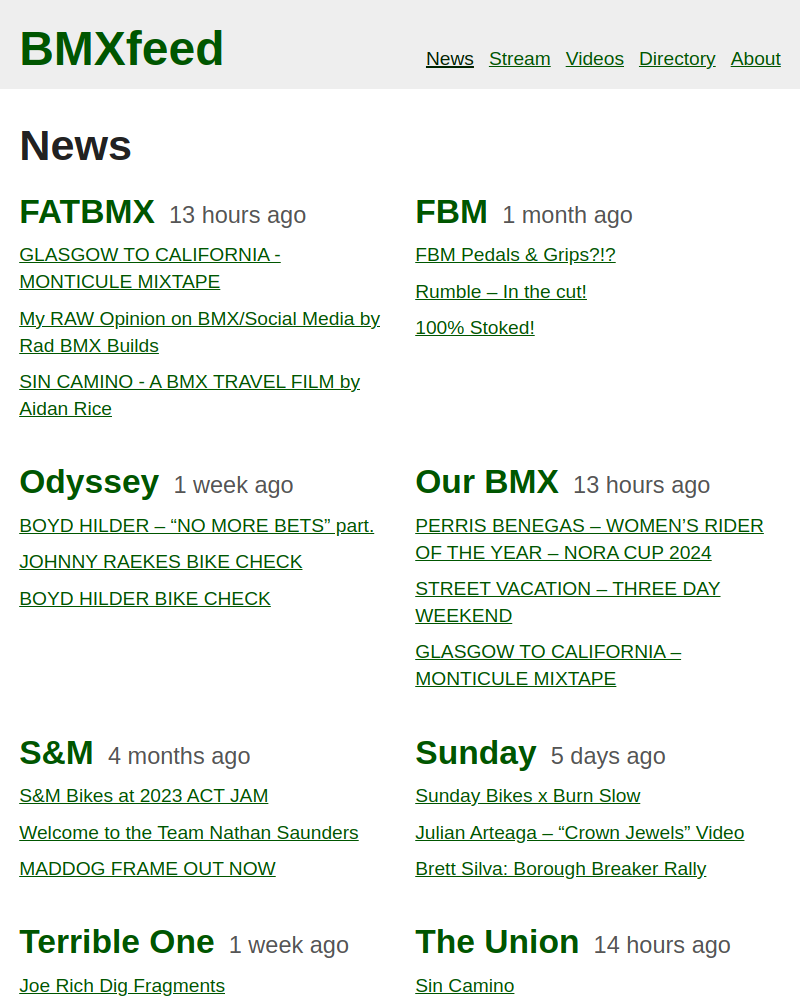 BMXfeed
News Stream Videos Directory About
News
FATBMX 13 hours ago
GLASGOW TO CALIFORNIA -
MONTICULE MIXTAPE
My RAW Opinion on BMX/Social Media by
Rad BMX Builds
SIN CAMINO - A BMX TRAVEL FILM by
Aidan Rice
FBM 1 month ago
FBM Pedals & Grips?!?
Rumble – In the cut!
100% Stoked!
Odyssey 1 week ago
BOYD HILDER – “NO MORE BETS” part.
JOHNNY RAEKES BIKE CHECK
BOYD HILDER BIKE CHECK
Our BMX 13 hours ago
PERRIS BENEGAS – WOMEN’S RIDER
OF THE YEAR – NORA CUP 2024
STREET VACATION – THREE DAY
WEEKEND
GLASGOW TO CALIFORNIA –
MONTICULE MIXTAPE
S&M 4 months ago
S&M Bikes at 2023 ACT JAM
Welcome to the Team Nathan Saunders
MADDOG FRAME OUT NOW
Sunday 5 days ago
Sunday Bikes x Burn Slow
Julian Arteaga – “Crown Jewels” Video
Brett Silva: Borough Breaker Rally
Terrible One 1 week ago
Joe Rich Dig Fragments
The Union 14 hours ago
Sin Camino